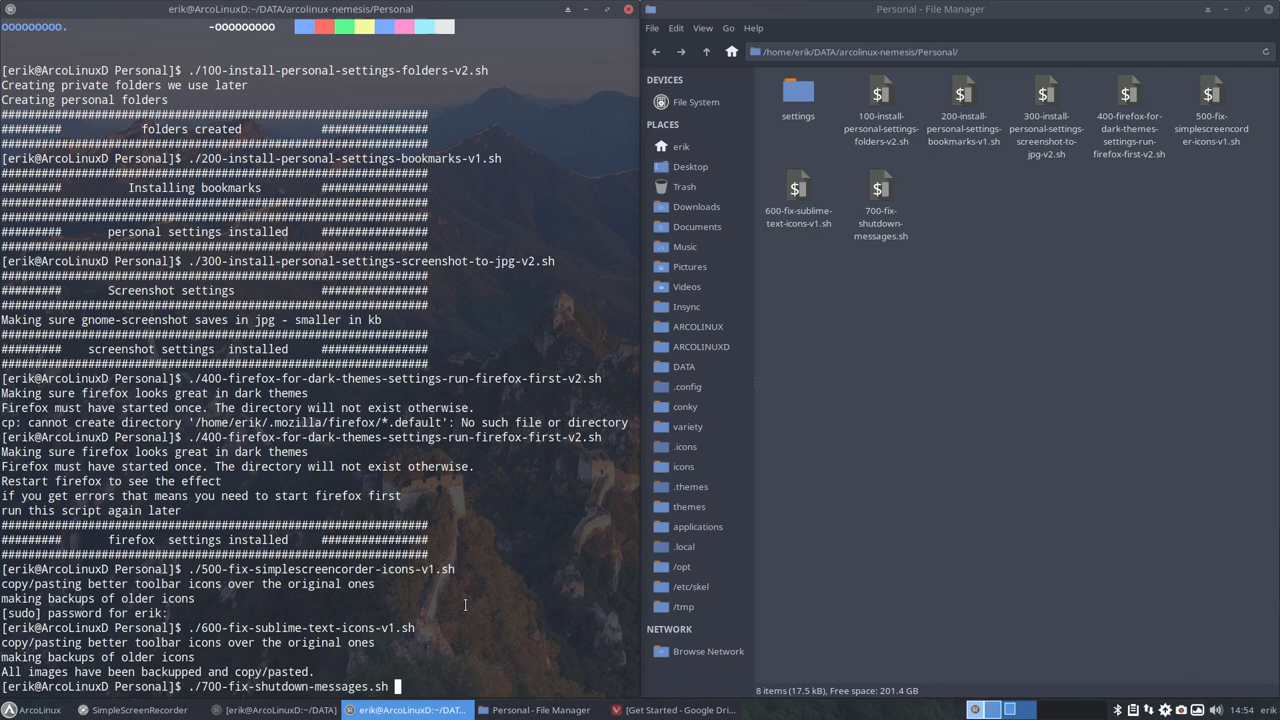 erik@ArcoLinuxD:~/DATA/arcolinux-nemesis/Personal
ooooooooo.                     -ooooooooo
[erik@ArcoLinuxD Personal]$ ./100-install-personal-settings-folders-v2.sh
Creating private folders we use later
Creating personal folders
################################################################
#########            folders created            ################
################################################################
[erik@ArcoLinuxD Personal]$ ./200-install-personal-settings-bookmarks-v1.sh
################################################################
#########          Installing bookmarks         ################
################################################################
################################################################
#########       personal settings installed     ################
################################################################
[erik@ArcoLinuxD Personal]$ ./300-install-personal-settings-screenshot-to-jpg-v2.sh
################################################################
#########       Screenshot settings             ################
################################################################
Making sure gnome-screenshot saves in jpg - smaller in kb
################################################################
#########    screenshot settings  installed     ################
################################################################
[erik@ArcoLinuxD Personal]$ ./400-firefox-for-dark-themes-settings-run-firefox-first-v2.sh
Making sure firefox looks great in dark themes
Firefox must have started once. The directory will not exist otherwise.
cp: cannot create directory '/home/erik/.mozilla/firefox/*.default': No such file or directory
[erik@ArcoLinuxD Personal]$ ./400-firefox-for-dark-themes-settings-run-firefox-first-v2.sh
Making sure firefox looks great in dark themes
Firefox must have started once. The directory will not exist otherwise.
Restart firefox to see the effect
if you get errors that means you need to start firefox first
run this script again later
################################################################
#########       firefox  settings installed     ################
################################################################
[erik@ArcoLinuxD Personal]$ ./500-fix-simplescreencorder-icons-v1.sh
copy/pasting better toolbar icons over the original ones
making backups of older icons
[sudo] password for erik:
[erik@ArcoLinuxD Personal]$ ./600-fix-sublime-text-icons-v1.sh
copy/pasting better toolbar icons over the original ones
making backups of older icons
All images have been backupped and copy/pasted.
[erik@ArcoLinuxD Personal]$ ./700-fix-shutdown-messages.sh
Personal - File Manager
File Edit View Go Help
/home/erik/DATA/arcolinux-nemesis/Personal/
DEVICES
File System
PLACES
erik
Desktop
Trash
Downloads
Documents
Music
Pictures
Videos
Insync
ARCOLINUX
ARCOLINUXD
DATA
.config
conky
variety
.icons
icons
.themes
themes
applications
.local
/opt
/etc/skel
/tmp
NETWORK
Browse Network
settings
100-install-
personal-settings-
folders-v2.sh
200-install-
personal-settings-
bookmarks-v1.sh
300-install-
personal-settings-
screenshot-to-
jpg-v2.sh
400-firefox-for-
dark-themes-
settings-run-
firefox-first-v2.sh
500-fix-
simplescreencord
er-icons-v1.sh
600-fix-sublime-
text-icons-v1.sh
700-fix-
shutdown-
messages.sh
8 items (17.5 kB), Free space: 201.4 GB
ArcoLinux
SimpleScreenRecorder
[erik@ArcoLinuxD:~/DATA]
erik@ArcoLinuxD:~/DAT...
Personal - File Manager
[Get Started - Google Dri...
14:54 erik